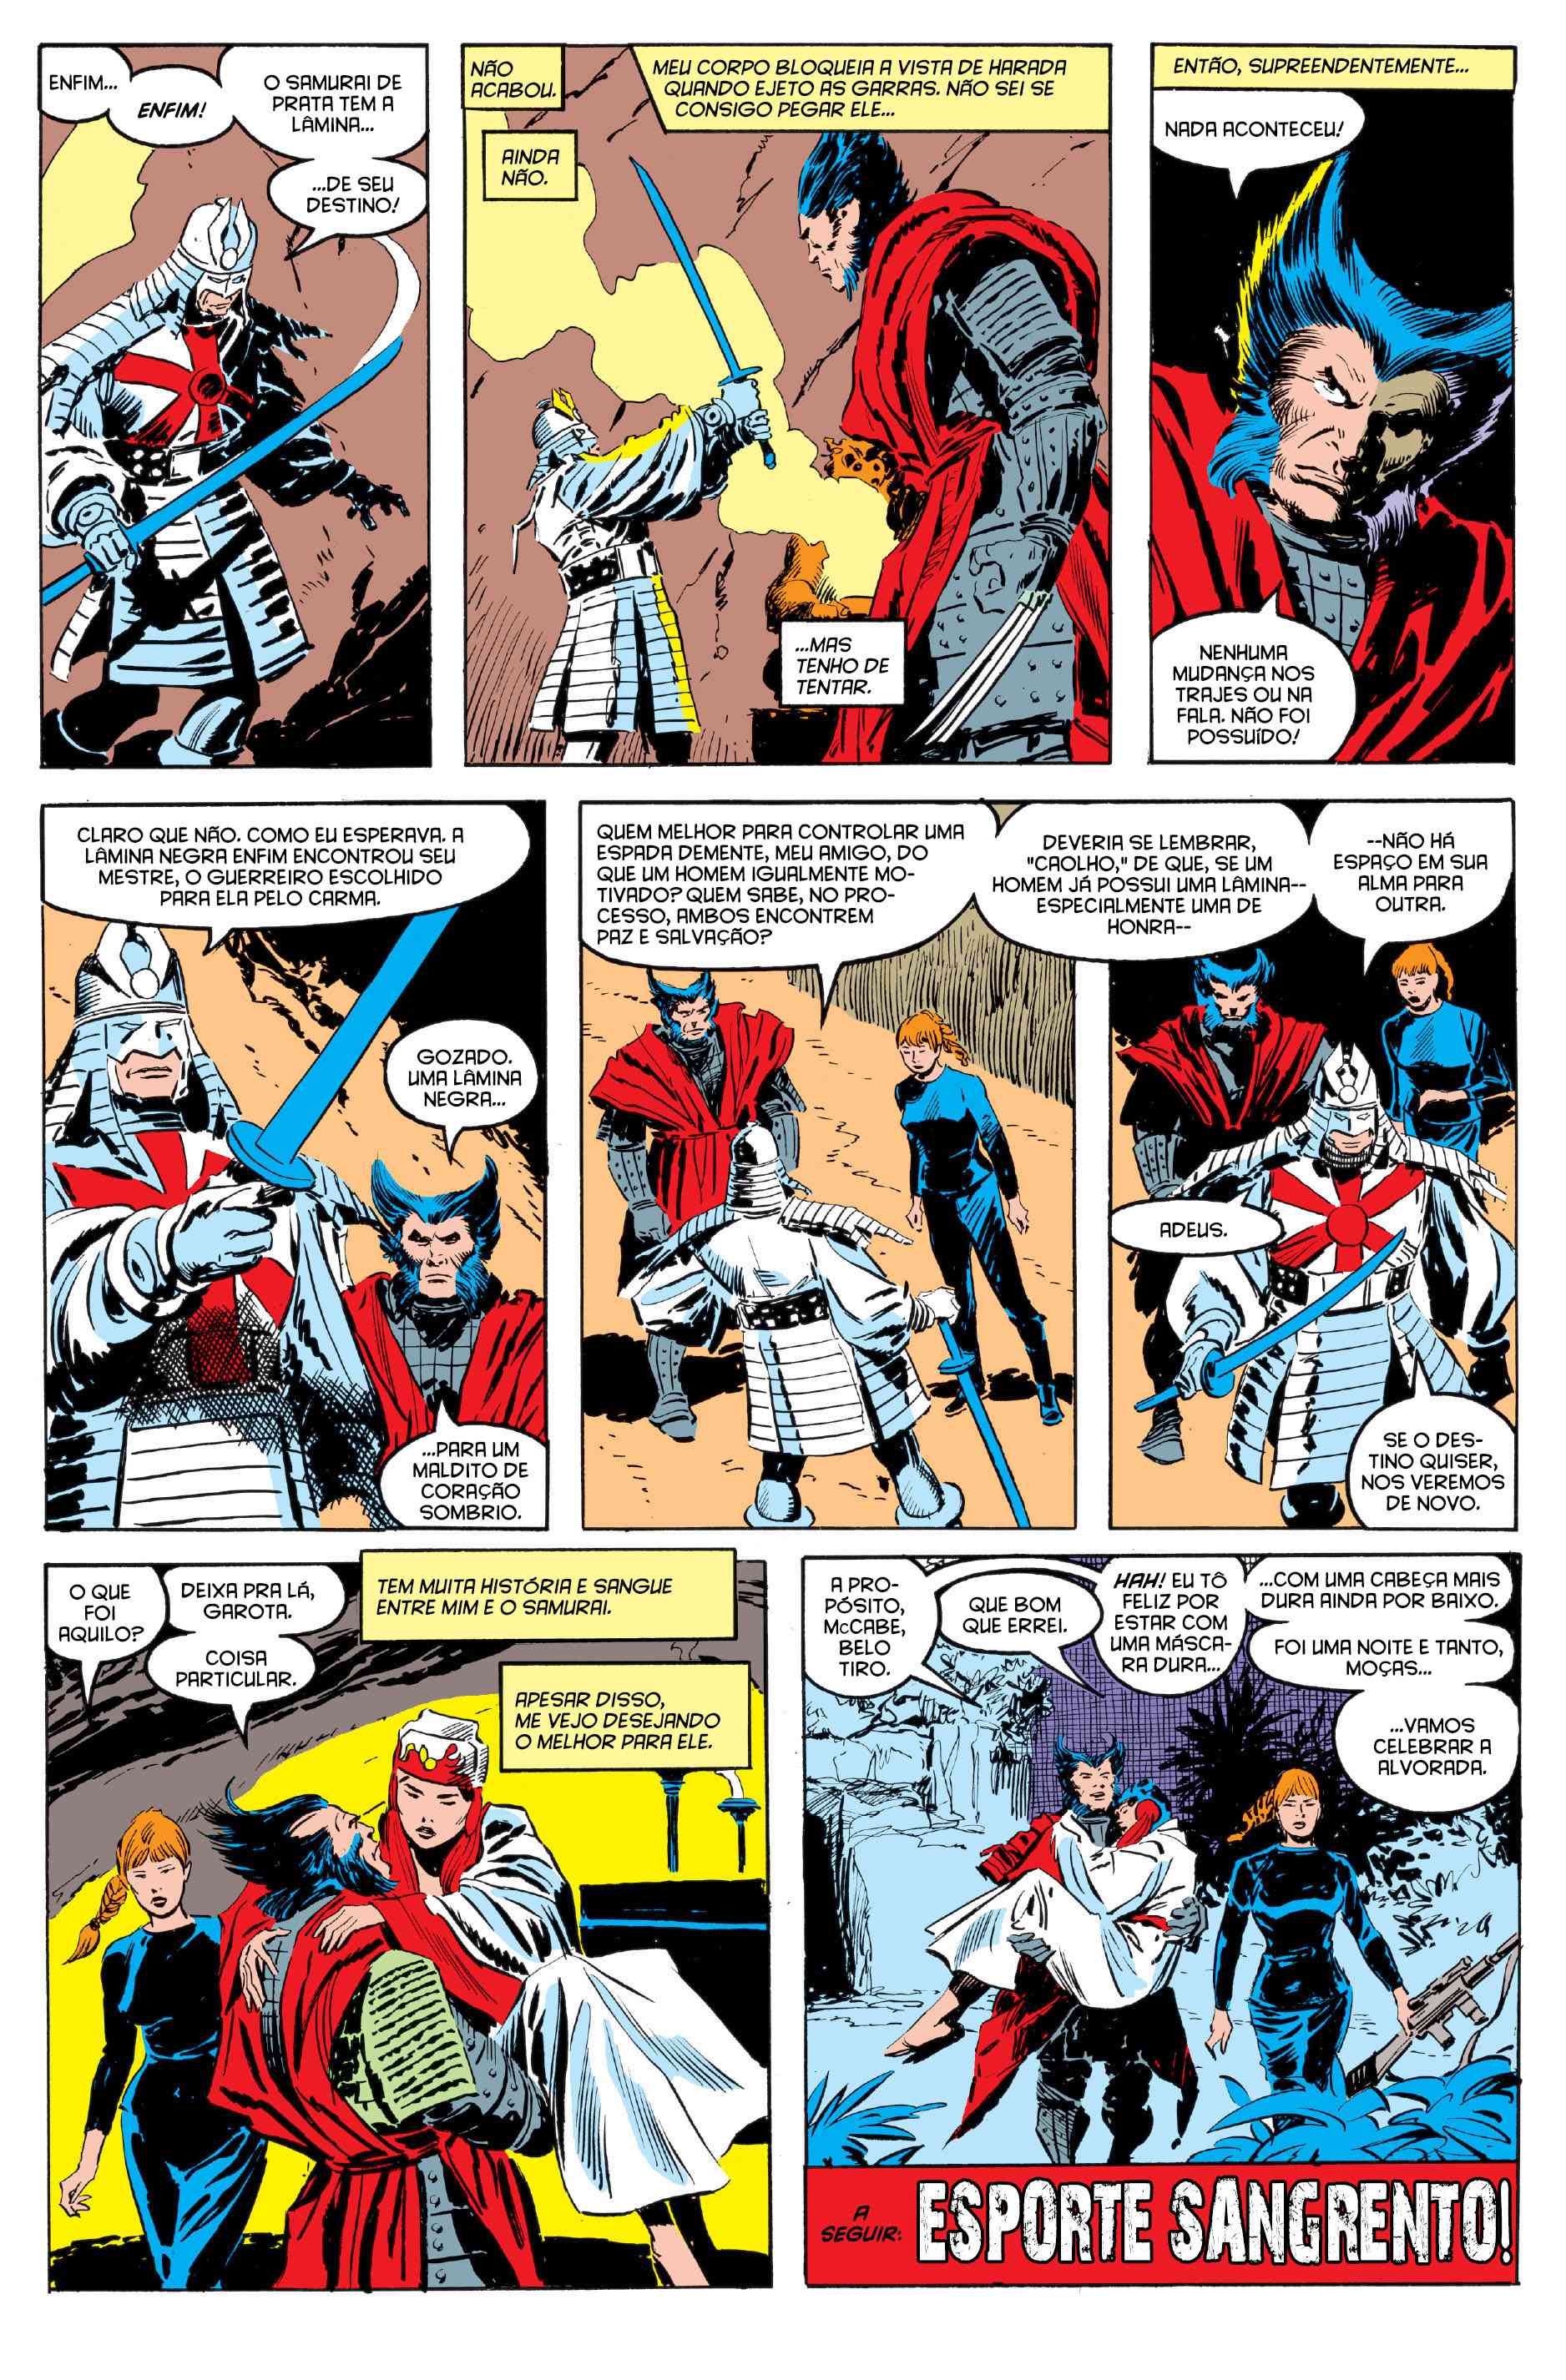 ENFIM...
ENFIM!
O SAMURAI DE
PRATA TEM A
LÂMINA...
...DE SEU
DESTINO!
NÃO
ACABOU.
AINDA
NÃO.
MEU CORPO BLOQUEIA A VISTA DE HARADA
QUANDO EJETO AS GARRAS. NÃO SEI SE
CONSIGO PEGAR ELE...
...MAS
TENHO DE
TENTAR.
ENTÃO, SUPREENDENTEMENTE...
NADA ACONTECEU!
NENHUMA
MUDANÇA NOS
TRAJES OU NA
FALA. NÃO FOI
POSSUÍDO!
CLARO QUE NÃO. COMO EU ESPERAVA. A
LÂMINA NEGRA ENFIM ENCONTROU SEU
MESTRE, O GUERREIRO ESCOLHIDO
PARA ELA PELO CARMA.
GOZADO.
UMA LÂMINA
NEGRA...
...PARA UM
MALDITO DE
CORAÇÃO
SOMBRIO.
QUEM MELHOR PARA CONTROLAR UMA
ESPADA DEMENTE, MEU AMIGO, DO
QUE UM HOMEM IGUALMENTE MO-
TIVADO? QUEM SABE, NO PRO-
CESSO, AMBOS ENCONTREM
PAZ E SALVAÇÃO?
DEVERIA SE LEMBRAR,
"CAOLHO," DE QUE, SE UM
HOMEM JÁ POSSUI UMA LÂMINA--
ESPECIALMENTE UMA DE
HONRA--
--NÃO HÁ
ESPAÇO EM SUA
ALMA PARA
OUTRA.
ADEUS.
SE O DES-
TINO QUISER,
NOS VEREMOS
DE NOVO.
O QUE
FOI
AQUILO?
DEIXA PRA LÁ,
GAROTA.
COISA
PARTICULAR.
TEM MUITA HISTÓRIA E SANGUE
ENTRE MIM E O SAMURAI.
APESAR DISSO,
ME VEJO DESEJANDO
O MELHOR PARA ELE.
A PRO-
PÓSITO,
McCABE,
BELO
TIRO.
QUE BOM
QUE ERREI.
HAH! EU TÔ
FELIZ POR
ESTAR COM
UMA MÁSCA-
RA DURA...
...COM UMA CABEÇA MAIS
DURA AINDA POR BAIXO.
FOI UMA NOITE E TANTO,
MOÇAS...
...VAMOS
CELEBRAR A
ALVORADA.
A
SEGUIR:
ESPORTE SANGRENTO!